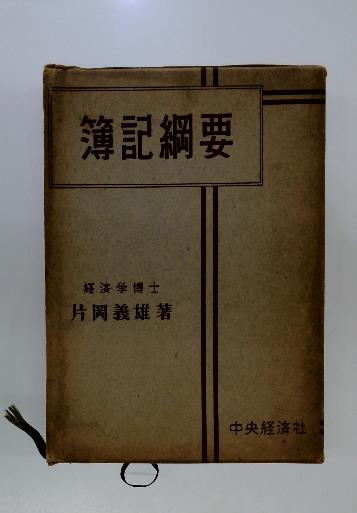 簿記綱要
経済学博士
片岡義雄著
中央経済社